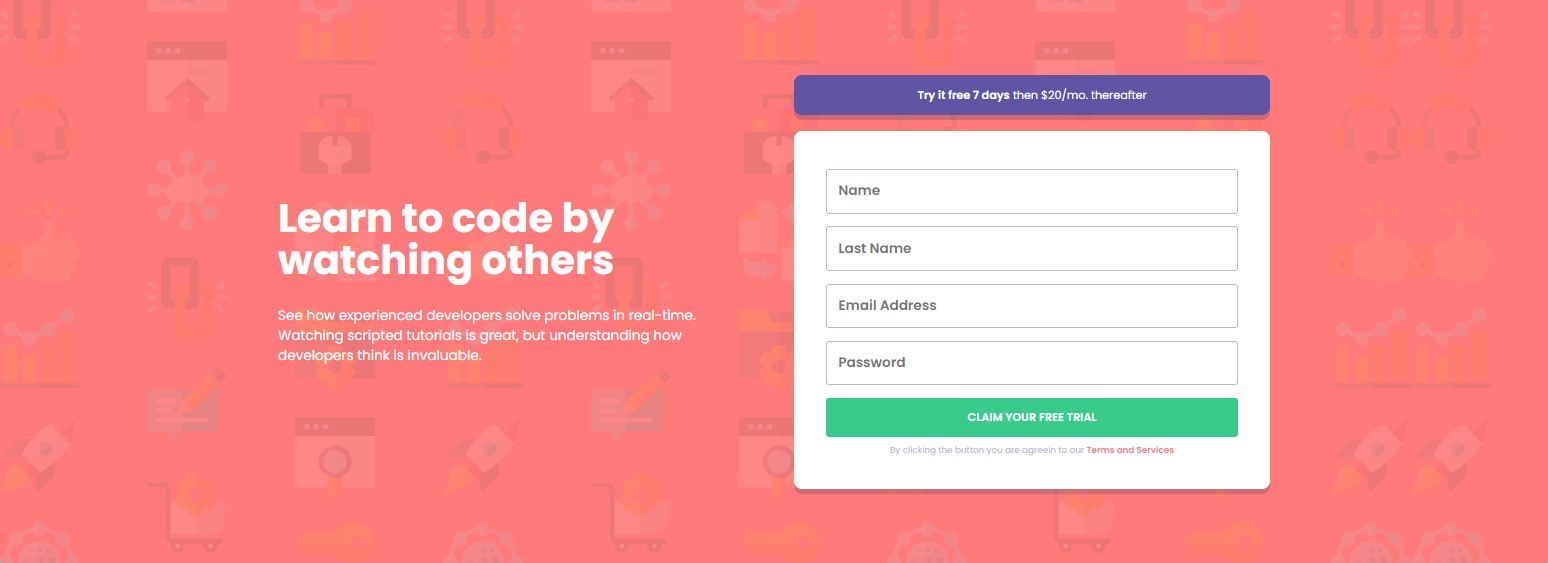 Learn to code by
watching others
See how experienced developers solve problems in real-time.
Watching scripted tutorials is great, but understanding how
developers think is invaluable.
Try it free 7 days then $20/mo. thereafter
Name
Last Name
Email Address
Password
CLAIM YOUR FREE TRIAL
By clicking the button you are agreein to our Terms and Services